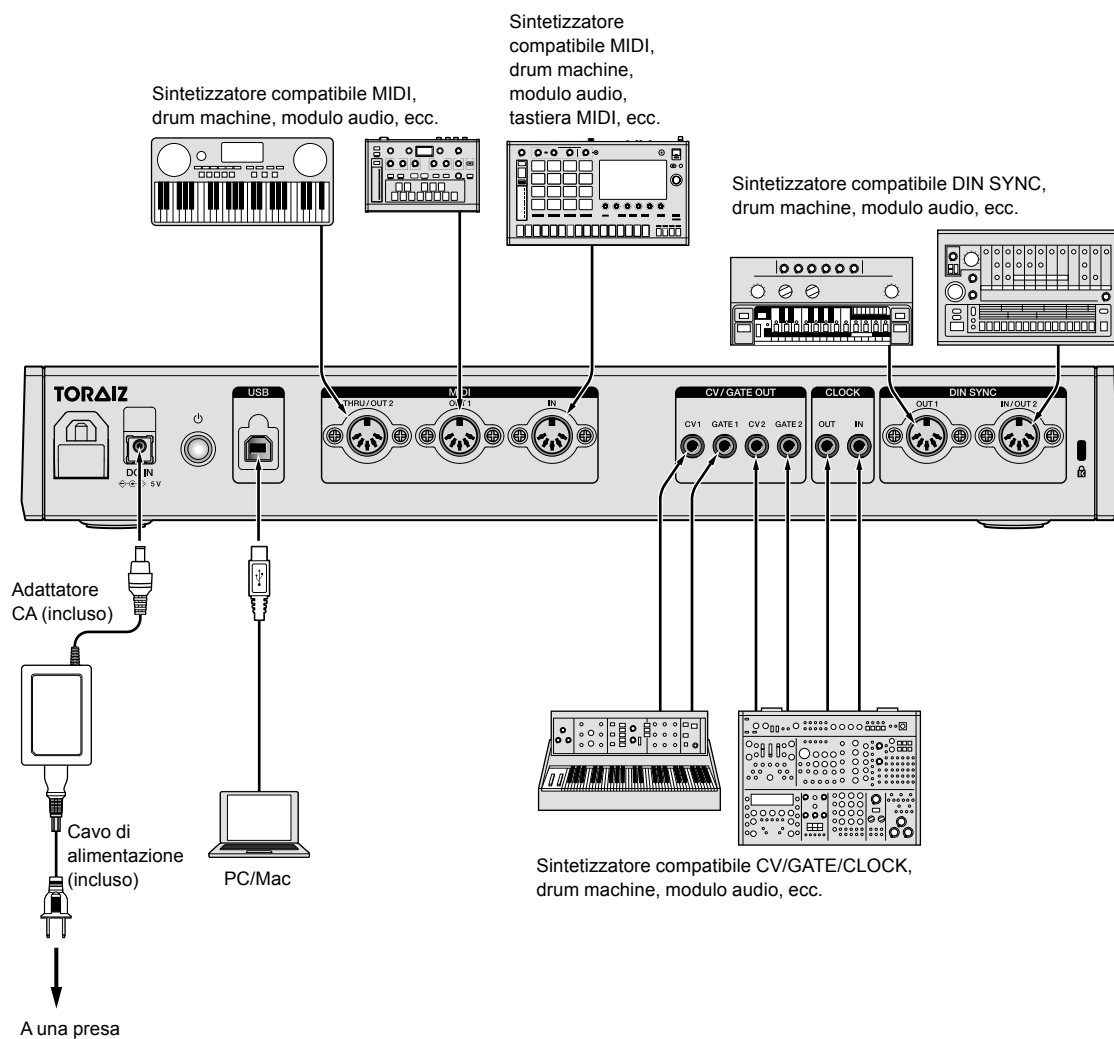 Sintetizzatore
compatibile MIDI,
drum machine,
modulo audio,
tastiera MIDI, ecc.
Sintetizzatore compatibile MIDI,
drum machine, modulo audio, ecc.
Sintetizzatore compatibile DIN SYNC,
drum machine, modulo audio, ecc.
TORAIZ
USB
MIDI
CV/GATE OUT
CLOCK
DIN SYNC
THRU/OUT 2
OUT 1
IN
CV1
GATE 1
CV2
GATE 2
OUT
IN
OUT 1
IN/OUT 2
DC IN
5V
Adattatore
CA (incluso)
Cavo di
alimentazione
(incluso)
PC/Mac
Sintetizzatore compatibile CV/GATE/CLOCK,
drum machine, modulo audio, ecc.
A una presa